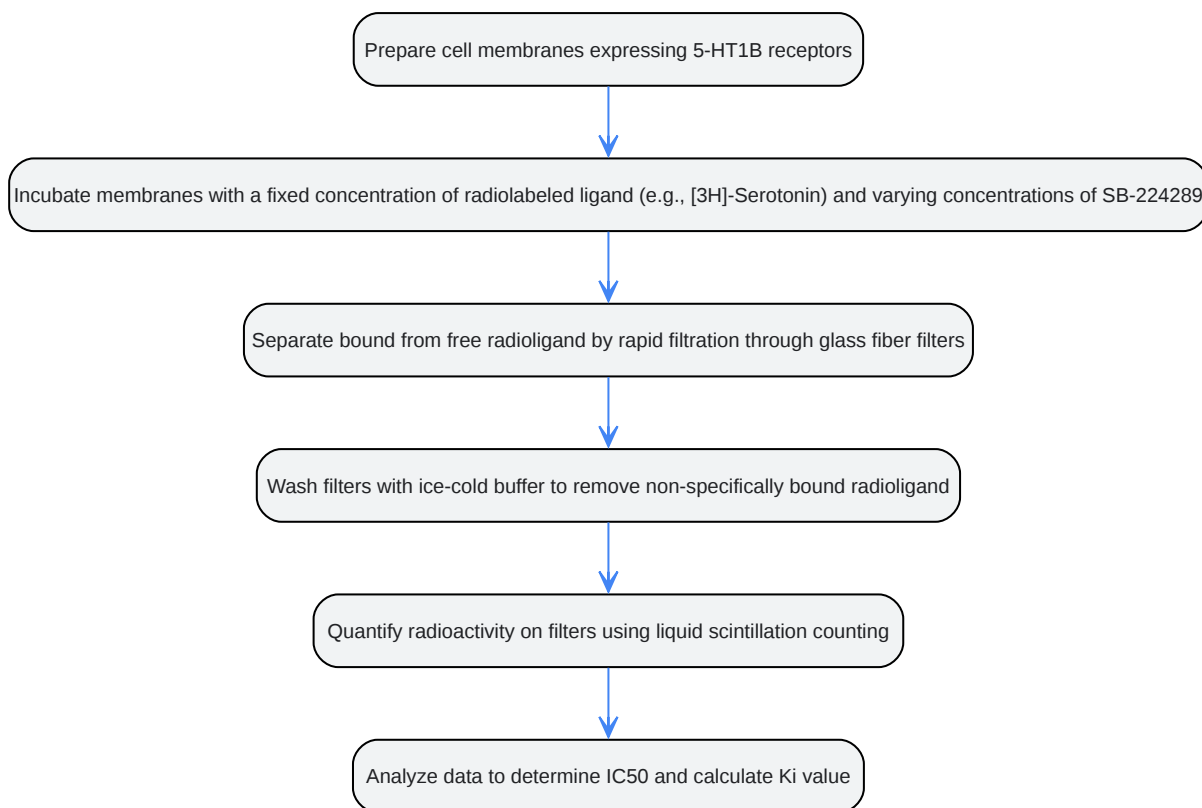 Prepare cell membranes expressing 5-HT1B receptors
Incubate membranes with a fixed concentration of radiolabeled ligand (e.g., [3H]-Serotonin) and varying concentrations of SB-224289
Separate bound from free radioligand by rapid filtration through glass fiber filters
Wash filters with ice-cold buffer to remove non-specifically bound radioligand
Quantify radioactivity on filters using liquid scintillation counting
Analyze data to determine IC50 and calculate Ki value